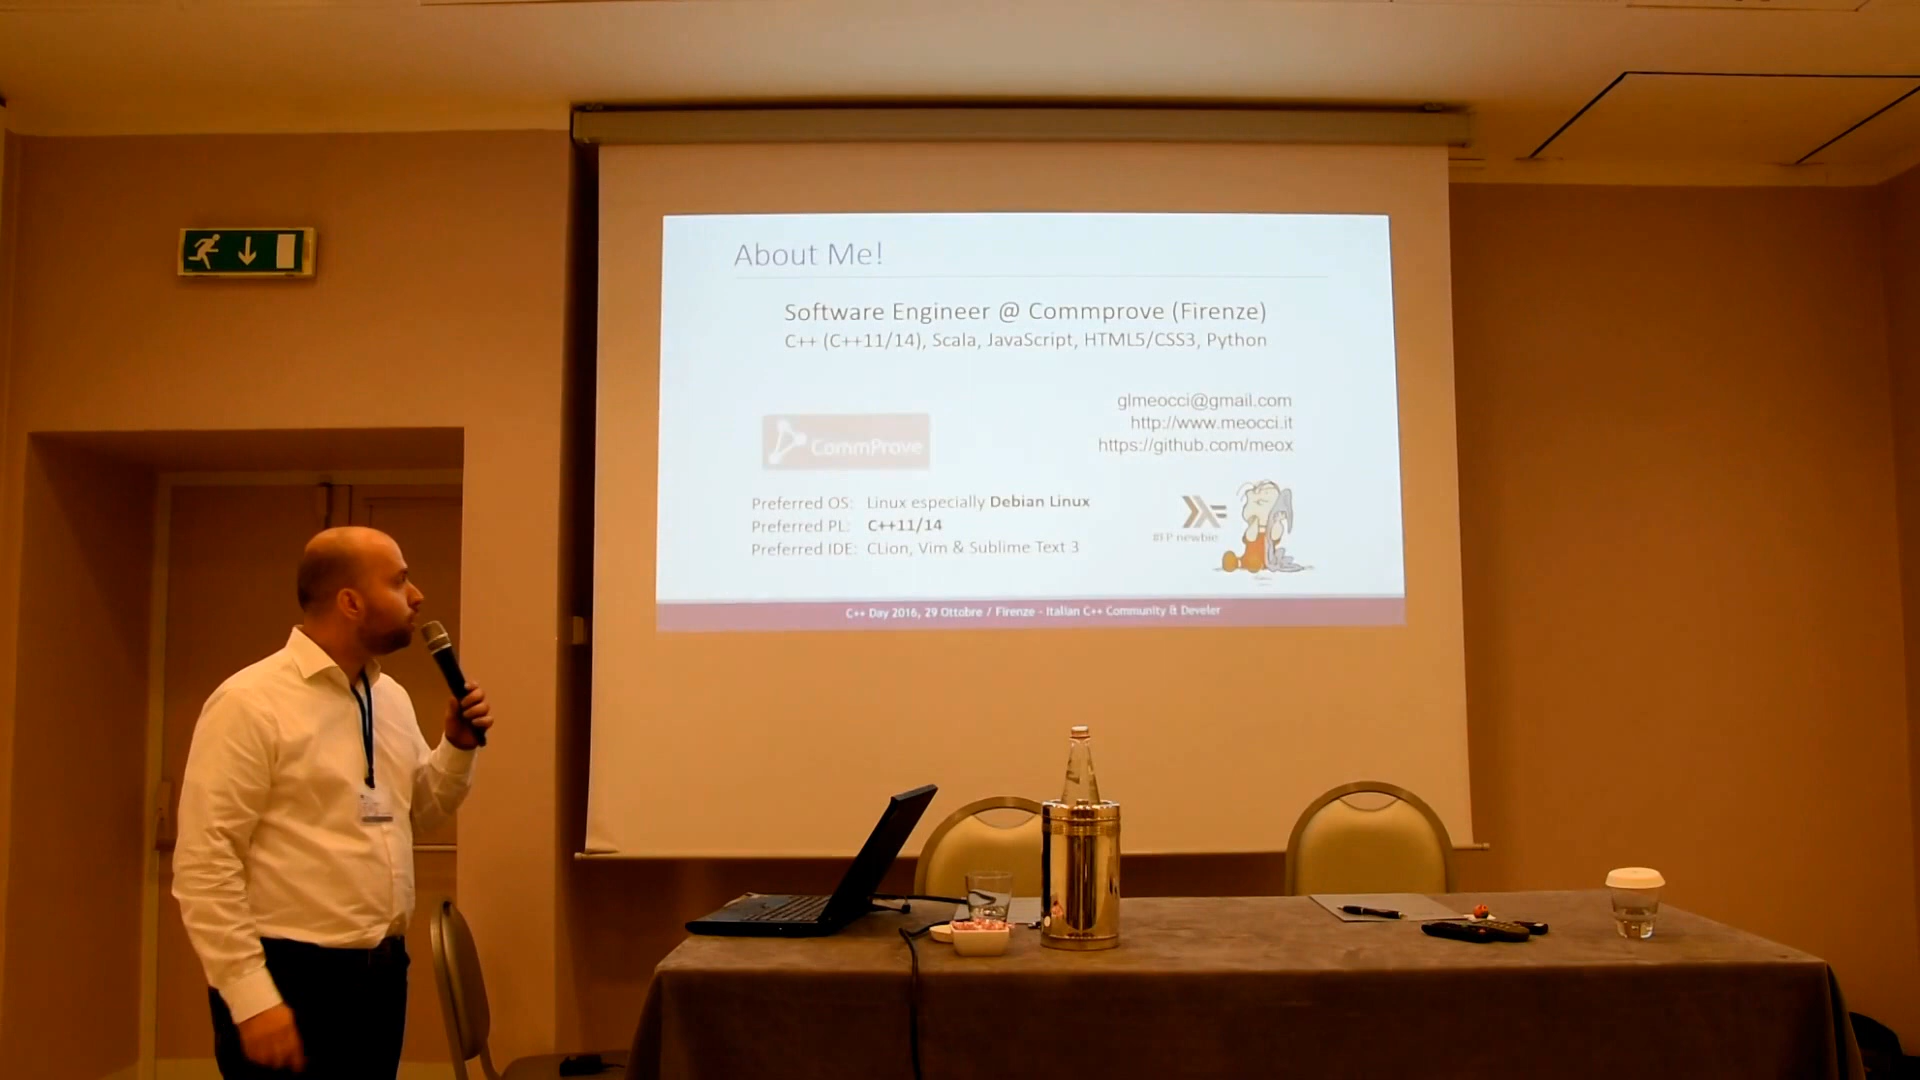 About Me!
Software Engineer @ Commprove (Firenze)
C++ (C++11/14), Scala, JavaScript, HTML5/CSS3, Python
glmeocci@gmail.com
http://www.meocci.it
https://github.com/meox
CommProve
Preferred OS: Linux especially Debian Linux
Preferred PL: C++11/14
Preferred IDE: CLion, Vim & Sublime Text 3
#FP newbie
C++ Day 2016, 29 Ottobre / Firenze - Italian C++ Community & Develer